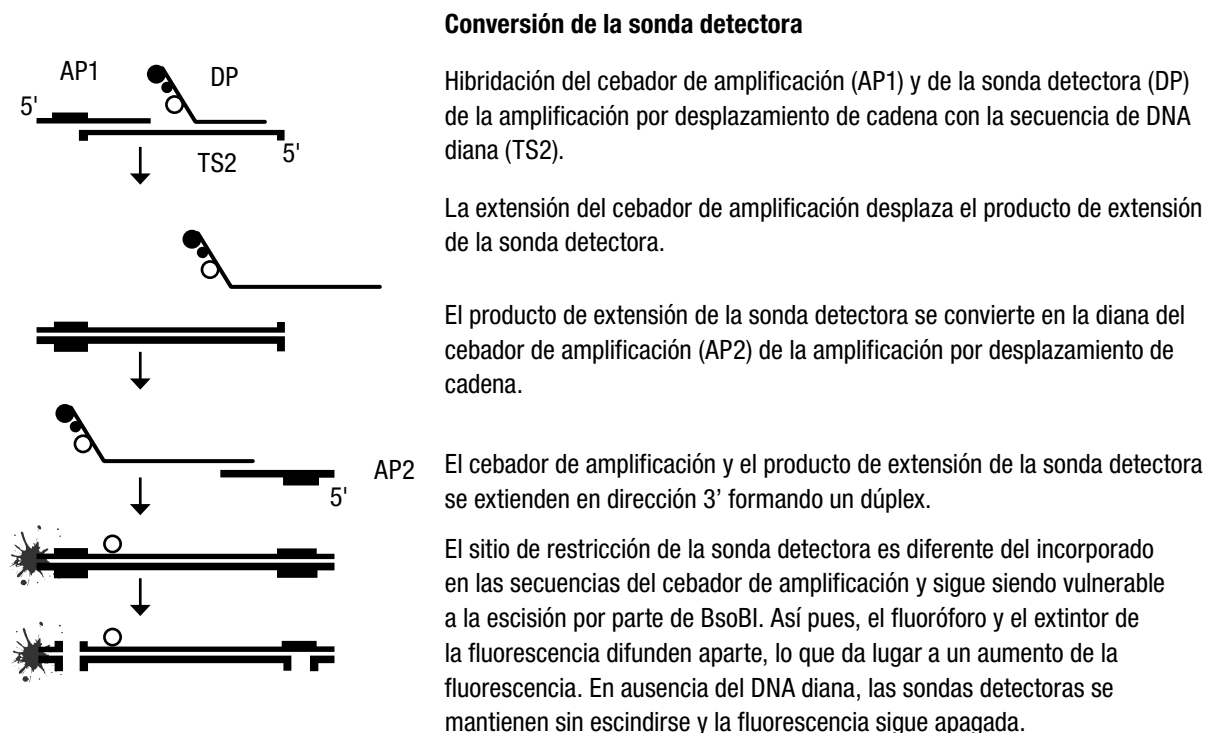 Conversión de la sonda detectora
AP1
DP
5'
TS2
5'
Hibridación del cebador de amplificación (AP1) y de la sonda detectora (DP)
de la amplificación por desplazamiento de cadena con la secuencia de DNA
diana (TS2).
La extensión del cebador de amplificación desplaza el producto de extensión
de la sonda detectora.
El producto de extensión de la sonda detectora se convierte en la diana del
cebador de amplificación (AP2) de la amplificación por desplazamiento de
cadena.
AP2
5'
El cebador de amplificación y el producto de extensión de la sonda detectora
se extienden en dirección 3’ formando un dúplex.
El sitio de restricción de la sonda detectora es diferente del incorporado
en las secuencias del cebador de amplificación y sigue siendo vulnerable
a la escisión por parte de BsoBI. Así pues, el fluoróforo y el extintor de
la fluorescencia difunden aparte, lo que da lugar a un aumento de la
fluorescencia. En ausencia del DNA diana, las sondas detectoras se
mantienen sin escindirse y la fluorescencia sigue apagada.